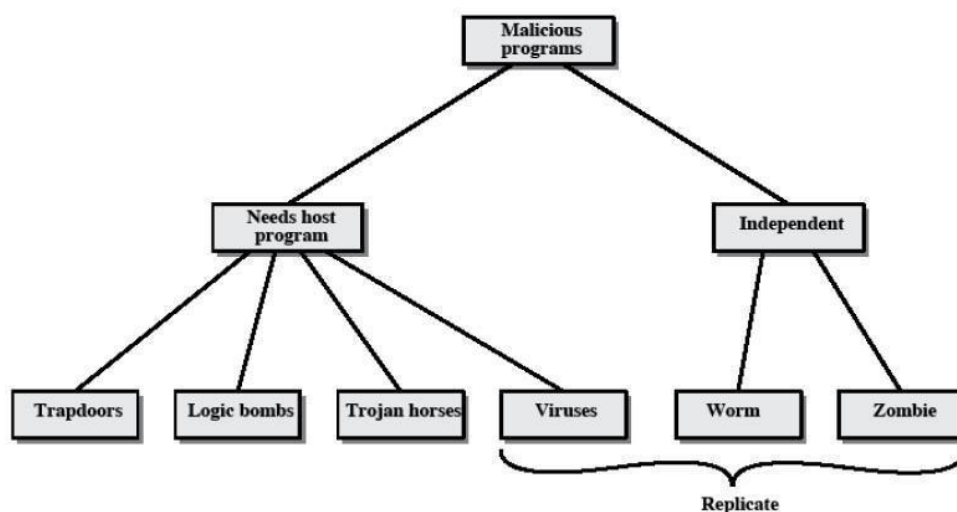 Malicious
programs
Needs host
program
Independent
Trapdoors
Logic bombs
Trojan horses
Viruses
Worm
Zombie
Replicate